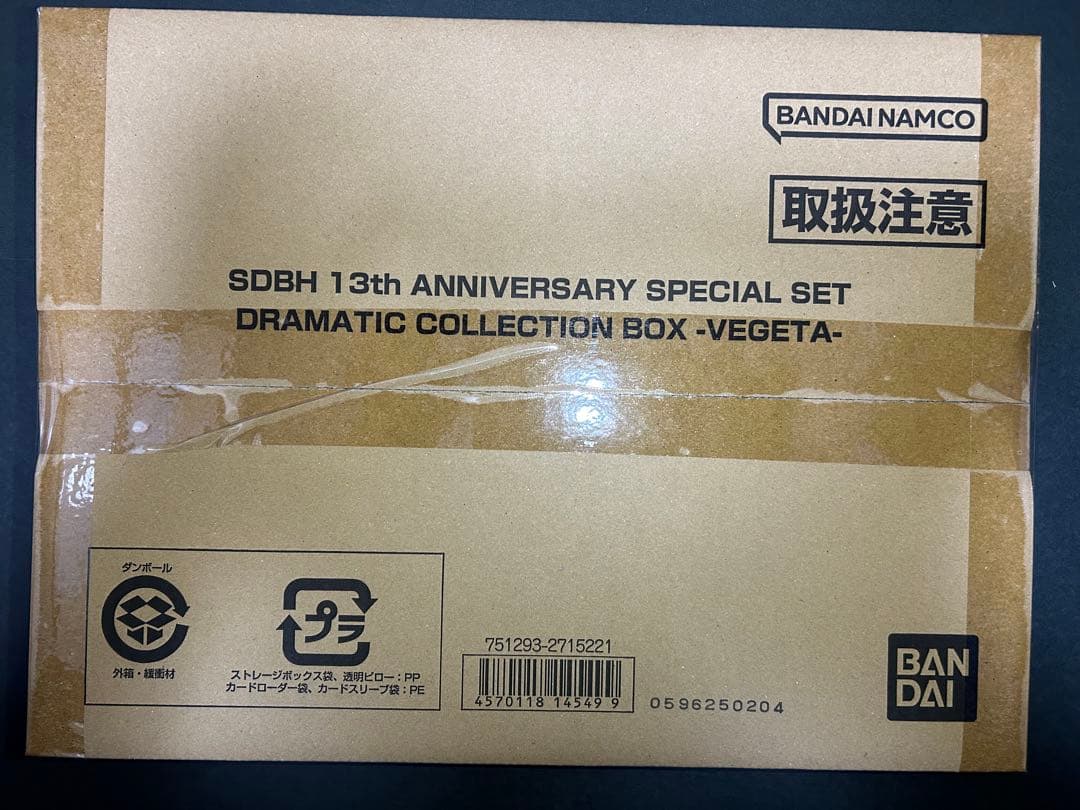 BANDAI NAMCO
取扱注意
SDBH 13th ANNIVERSARY SPECIAL SET
DRAMATIC COLLECTION BOX -VEGETA-
ダンボール
外箱・緩衝材
プラ
ストレージボックス袋、透明ピロー：PP
カードローダー袋、カードスリーブ袋：PE
751293-2715221
4570118 14549 9
0596250204
BAN
DAI